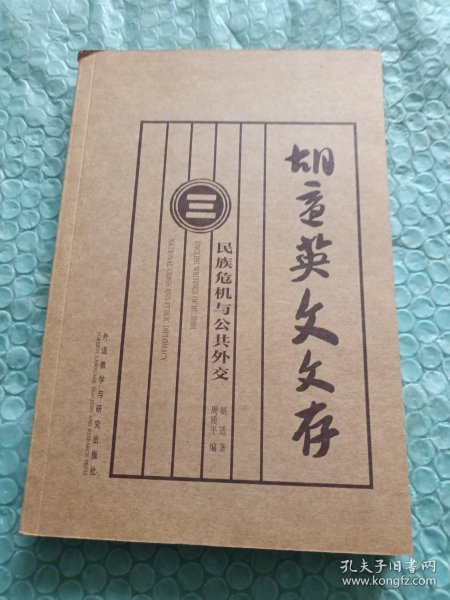 胡适英文文存
三
民族危机与公共外交
ENGLISH WRITINGS OF HU SHIH
NATIONAL CRISIS AND PUBLIC DIPLOMACY
胡适 著
周质平 编
外语教学与研究出版社
FOREIGN LANGUAGE TEACHING AND RESEARCH PRESS
孔夫子旧书网
www.kongfz.com